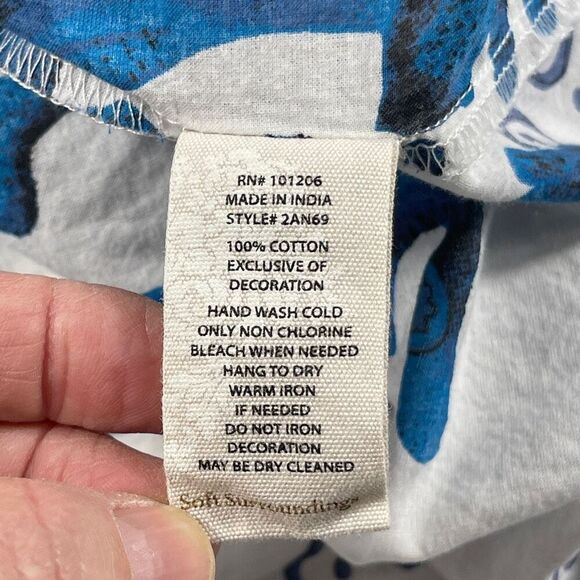 RN# 101206
MADE IN INDIA
STYLE# 2AN69
100% COTTON
EXCLUSIVE OF
DECORATION
HAND WASH COLD
ONLY NON CHLORINE
BLEACH WHEN NEEDED
HANG TO DRY
WARM IRON
IF NEEDED
DO NOT IRON
DECORATION
MAY BE DRY CLEANED
Soft Surroundings